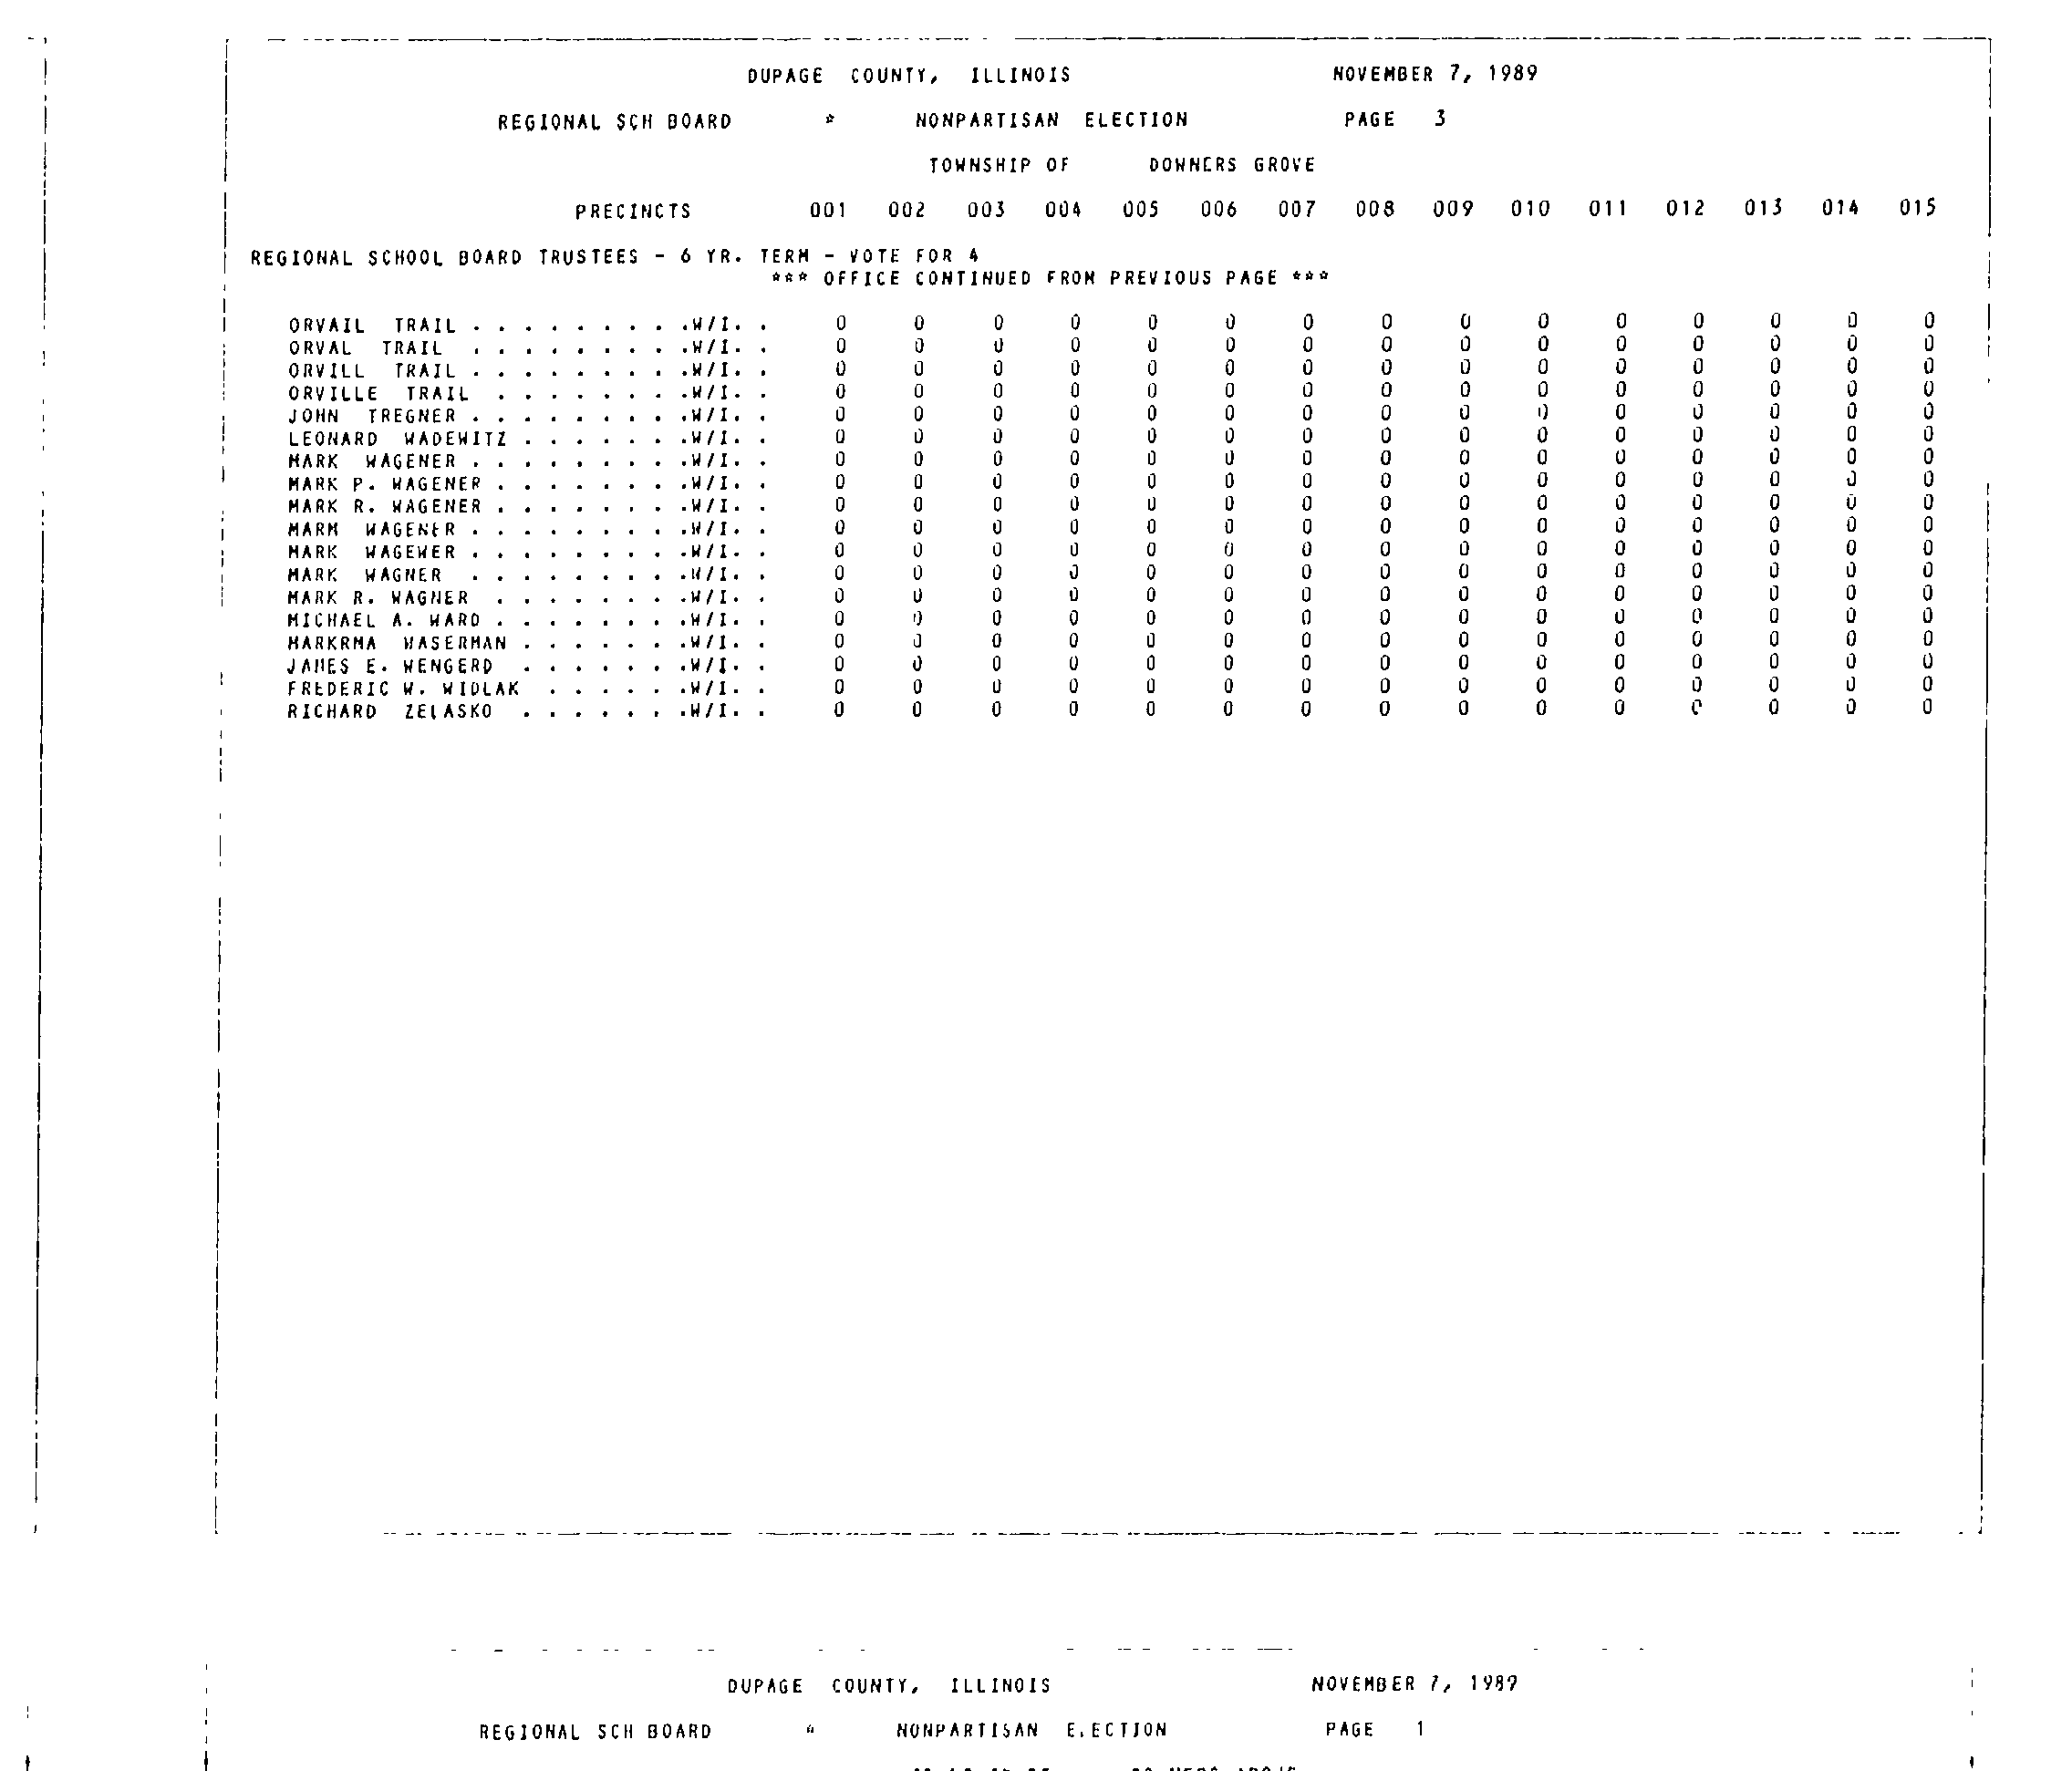 DUPAGE COUNTY, ILLINOIS NOVEMBER 7, 1989
REGIONAL SCH BOARD * NONPARTISAN ELECTION PAGE 3
TOWNSHIP OF DOWNERS GROVE
PRECINCTS 001 002 003 004 005 006 007 008 009 010 011 012 013 014 015
REGIONAL SCHOOL BOARD TRUSTEES - 6 YR. TERM - VOTE FOR 4
*** OFFICE CONTINUED FROM PREVIOUS PAGE ***
ORVAIL TRAIL . . . . . . . . .W/I. . 0 0 0 0 0 0 0 0 0 0 0 0 0 0 0
ORVAL TRAIL . . . . . . . . .W/I. . 0 0 0 0 0 0 0 0 0 0 0 0 0 0 0
ORVILL TRAIL . . . . . . . . .W/I. . 0 0 0 0 0 0 0 0 0 0 0 0 0 0 0
ORVILLE TRAIL . . . . . . . .W/I. . 0 0 0 0 0 0 0 0 0 0 0 0 0 0 0
JOHN TREGNER . . . . . . . . .W/I. . 0 0 0 0 0 0 0 0 0 0 0 0 0 0 0
LEONARD WADEWITZ . . . . . . .W/I. . 0 0 0 0 0 0 0 0 0 0 0 0 0 0 0
MARK WAGENER . . . . . . . . .W/I. . 0 0 0 0 0 0 0 0 0 0 0 0 0 0 0
MARK P. WAGENER . . . . . . . .W/I. . 0 0 0 0 0 0 0 0 0 0 0 0 0 0 0
MARK R. WAGENER . . . . . . . .W/I. . 0 0 0 0 0 0 0 0 0 0 0 0 0 0 0
MARM WAGENER . . . . . . . . .W/I. . 0 0 0 0 0 0 0 0 0 0 0 0 0 0 0
MARK WAGEWER . . . . . . . . .W/I. . 0 0 0 0 0 0 0 0 0 0 0 0 0 0 0
MARK WAGNER . . . . . . . . .W/I. . 0 0 0 0 0 0 0 0 0 0 0 0 0 0 0
MARK R. WAGNER . . . . . . . .W/I. . 0 0 0 0 0 0 0 0 0 0 0 0 0 0 0
MICHAEL A. WARD . . . . . . . .W/I. . 0 0 0 0 0 0 0 0 0 0 0 0 0 0 0
MARKRMA WASERMAN . . . . . . .W/I. . 0 0 0 0 0 0 0 0 0 0 0 0 0 0 0
JAMES E. WENGERD . . . . . . .W/I. . 0 0 0 0 0 0 0 0 0 0 0 0 0 0 0
FREDERIC W. WIDLAK . . . . . .W/I. . 0 0 0 0 0 0 0 0 0 0 0 0 0 0 0
RICHARD ZELASKO . . . . . . .W/I. . 0 0 0 0 0 0 0 0 0 0 0 0 0 0 0
DUPAGE COUNTY, ILLINOIS NOVEMBER 7, 1989
REGIONAL SCH BOARD * NONPARTISAN ELECTION PAGE 1